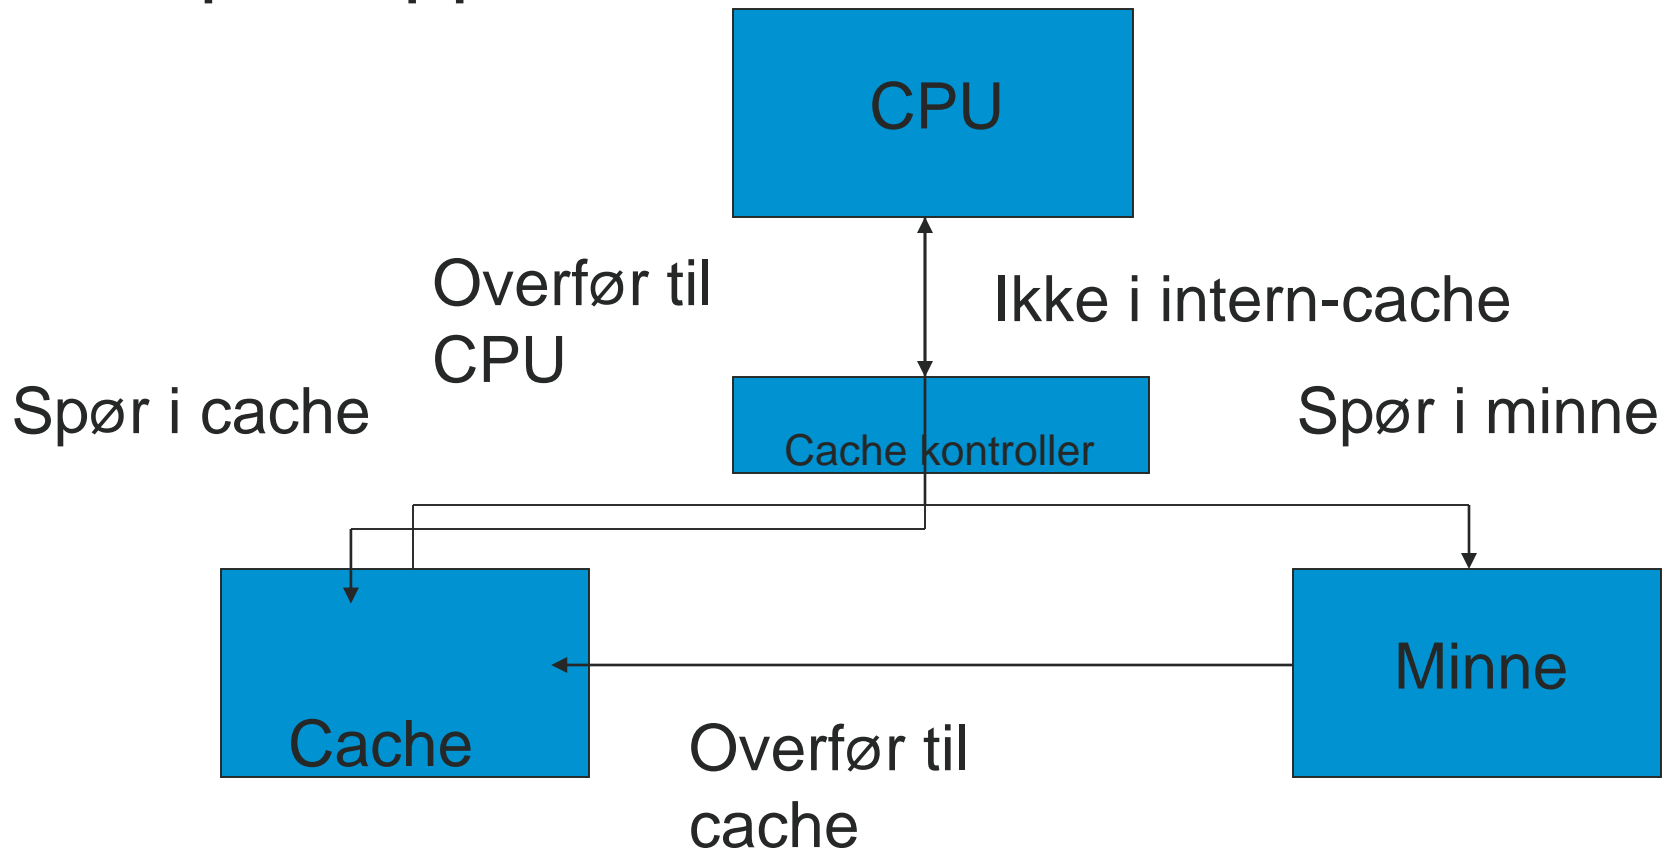 CPU
Overfør til
CPU
Ikke i intern-cache
Spør i cache
Spør i minne
Cache kontroller
Minne
Cache
Overfør til
cache